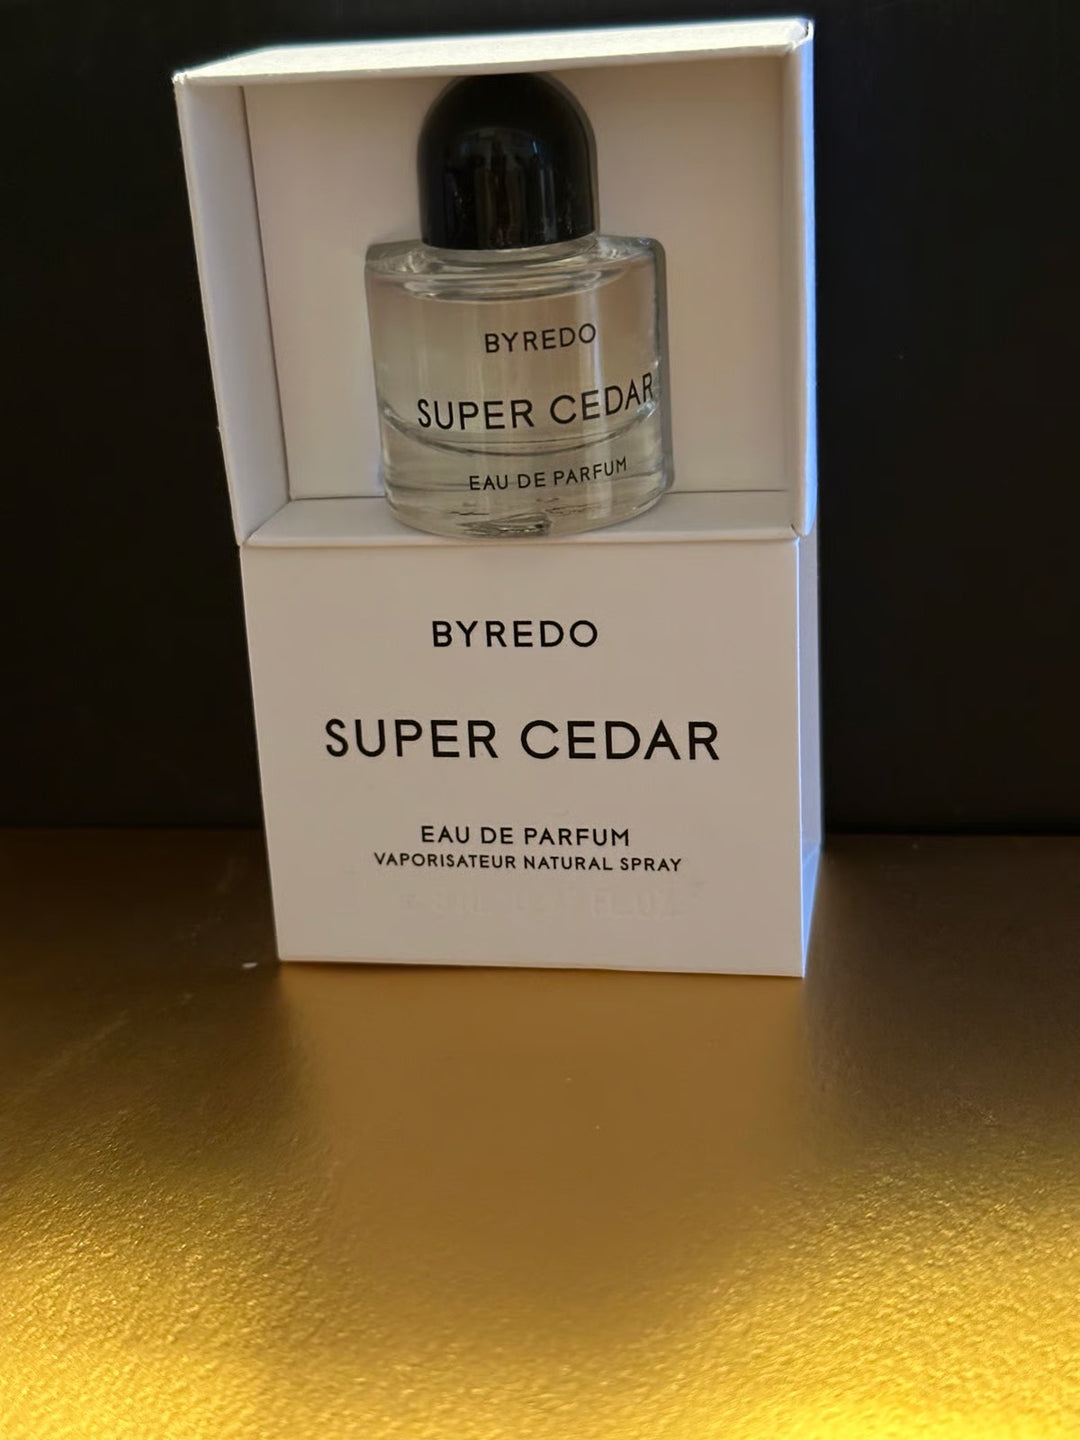 BYREDO
SUPER CEDAR
EAU DE PARFUM
BYREDO
SUPER CEDAR
EAU DE PARFUM
VAPORISATEUR NATURAL SPRAY